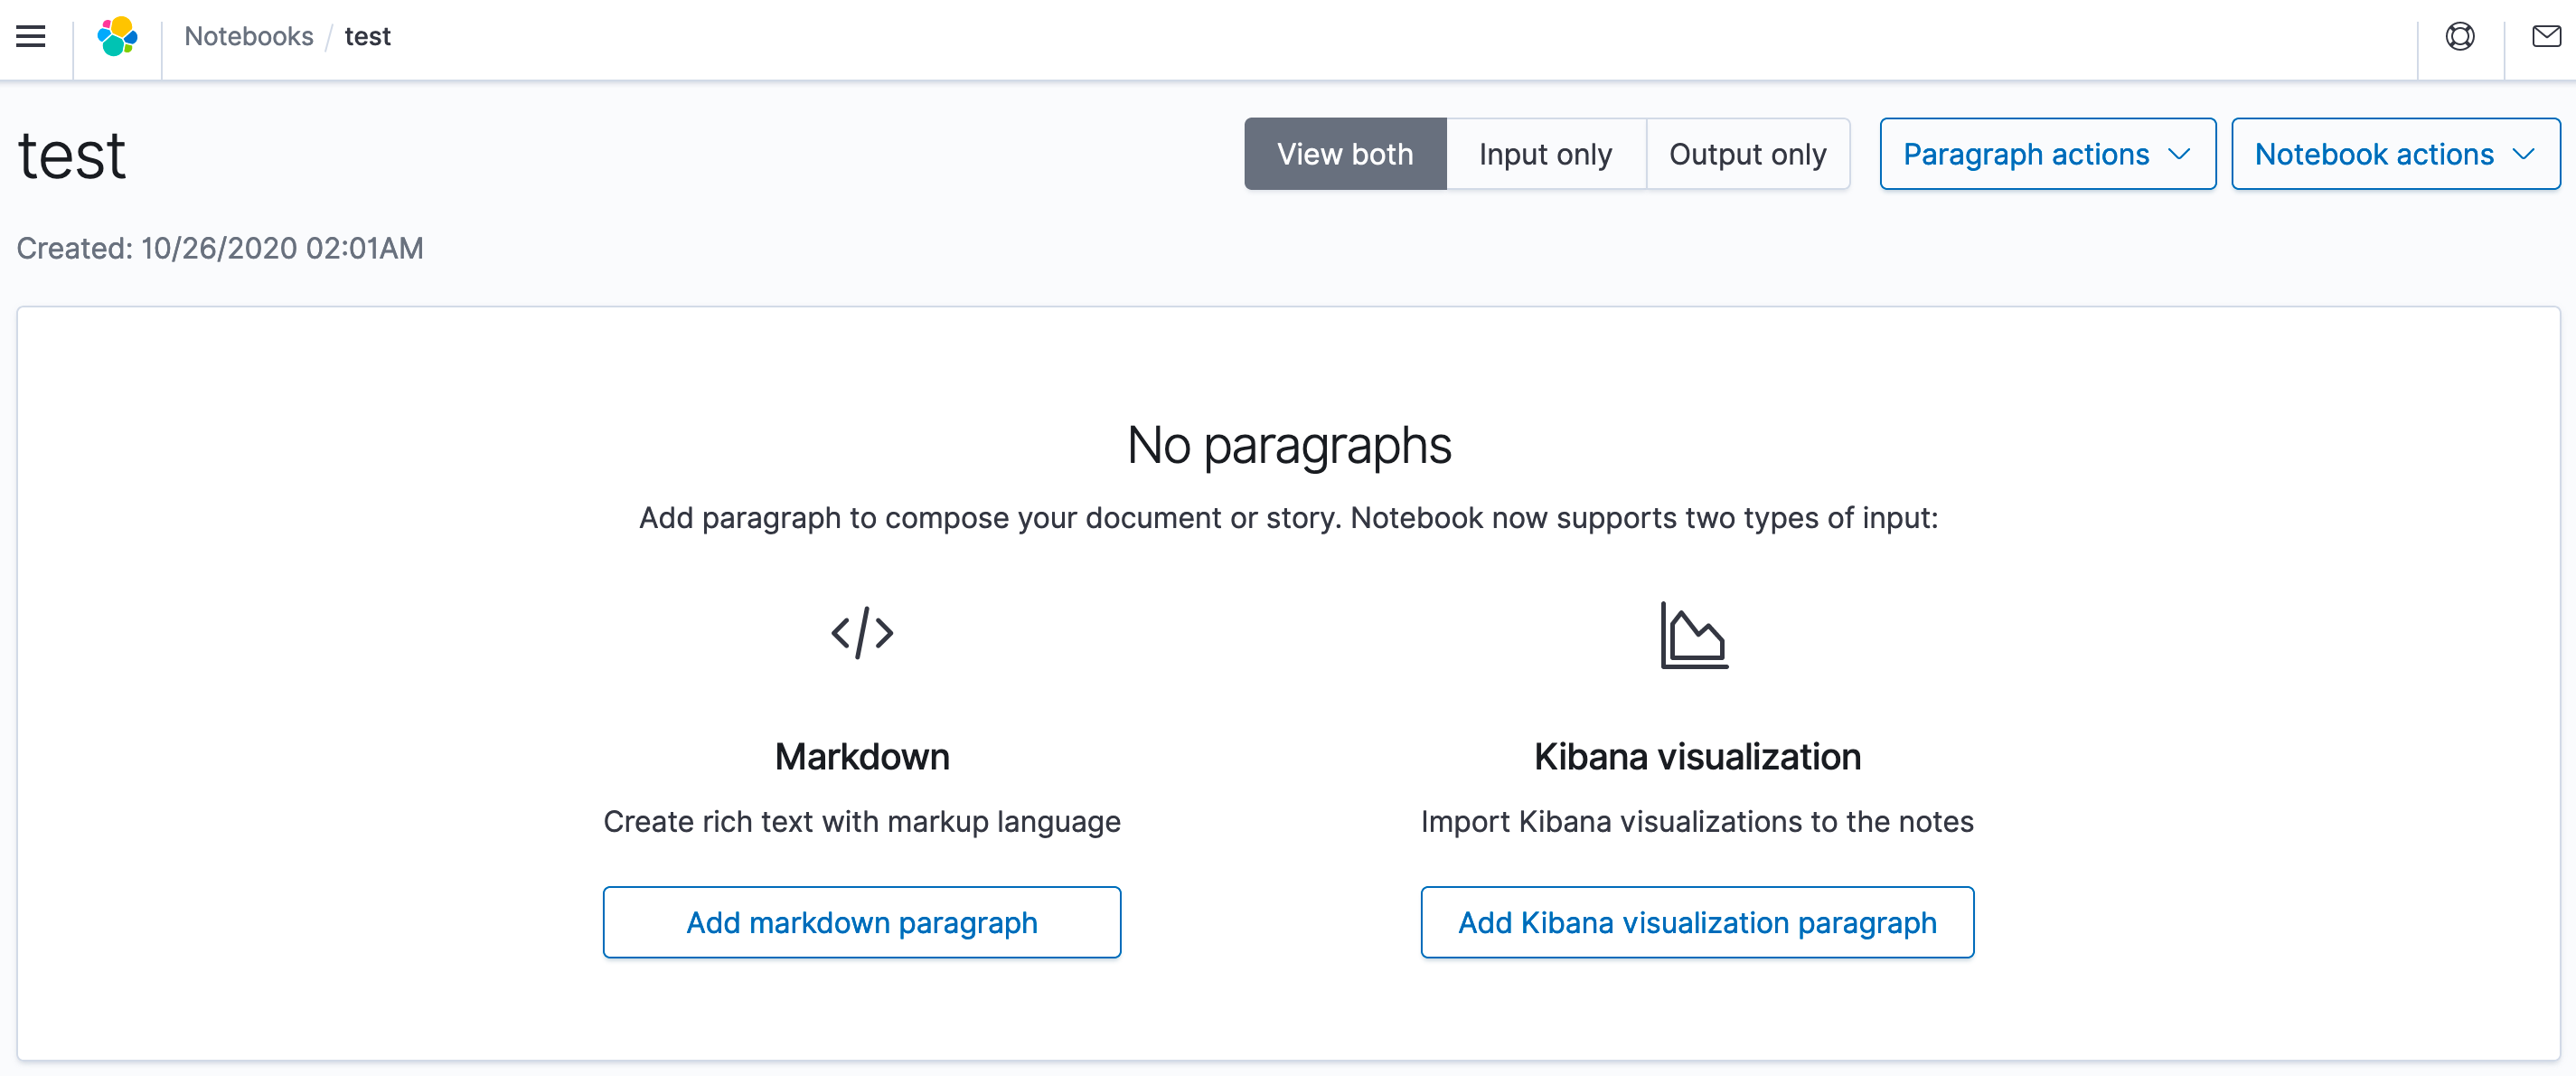 Notebooks / test
test
View both Input only Output only Paragraph actions Notebook actions
Created: 10/26/2020 02:01AM
No paragraphs
Add paragraph to compose your document or story. Notebook now supports two types of input:
Markdown
Create rich text with markup language
Add markdown paragraph
Kibana visualization
Import Kibana visualizations to the notes
Add Kibana visualization paragraph